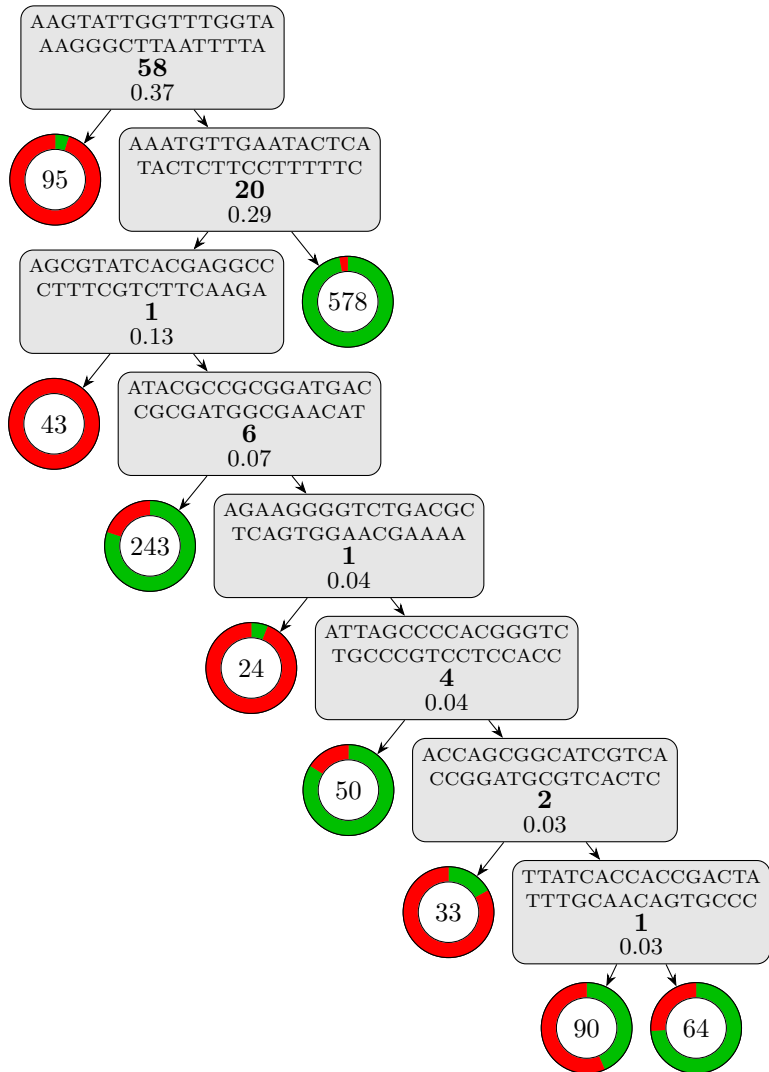 AAGTATTGGTTTGGTA
AAGGGCTTAATTTTA
58
0.37
95
AAATGTTGAATACTCA
TACTCTTCCTTTTTC
20
0.29
AGCGTATCACGAGGCC
CTTTCGTCTTCAAGA
1
0.13
578
43
ATACGCCGCGGATGAC
CGCGATGGCGAACAT
6
0.07
243
AGAAGGGGTCTGACGC
TCAGTGGAACGAAAA
1
0.04
24
ATTAGCCCCACGGGTC
TGCCCGTCCTCCACC
4
0.04
50
ACCAGCGGCATCGTCA
CCGGATGCGTCACTC
2
0.03
33
TTATCACCACCGACTA
TTTGCAACAGTGCCC
1
0.03
90
64